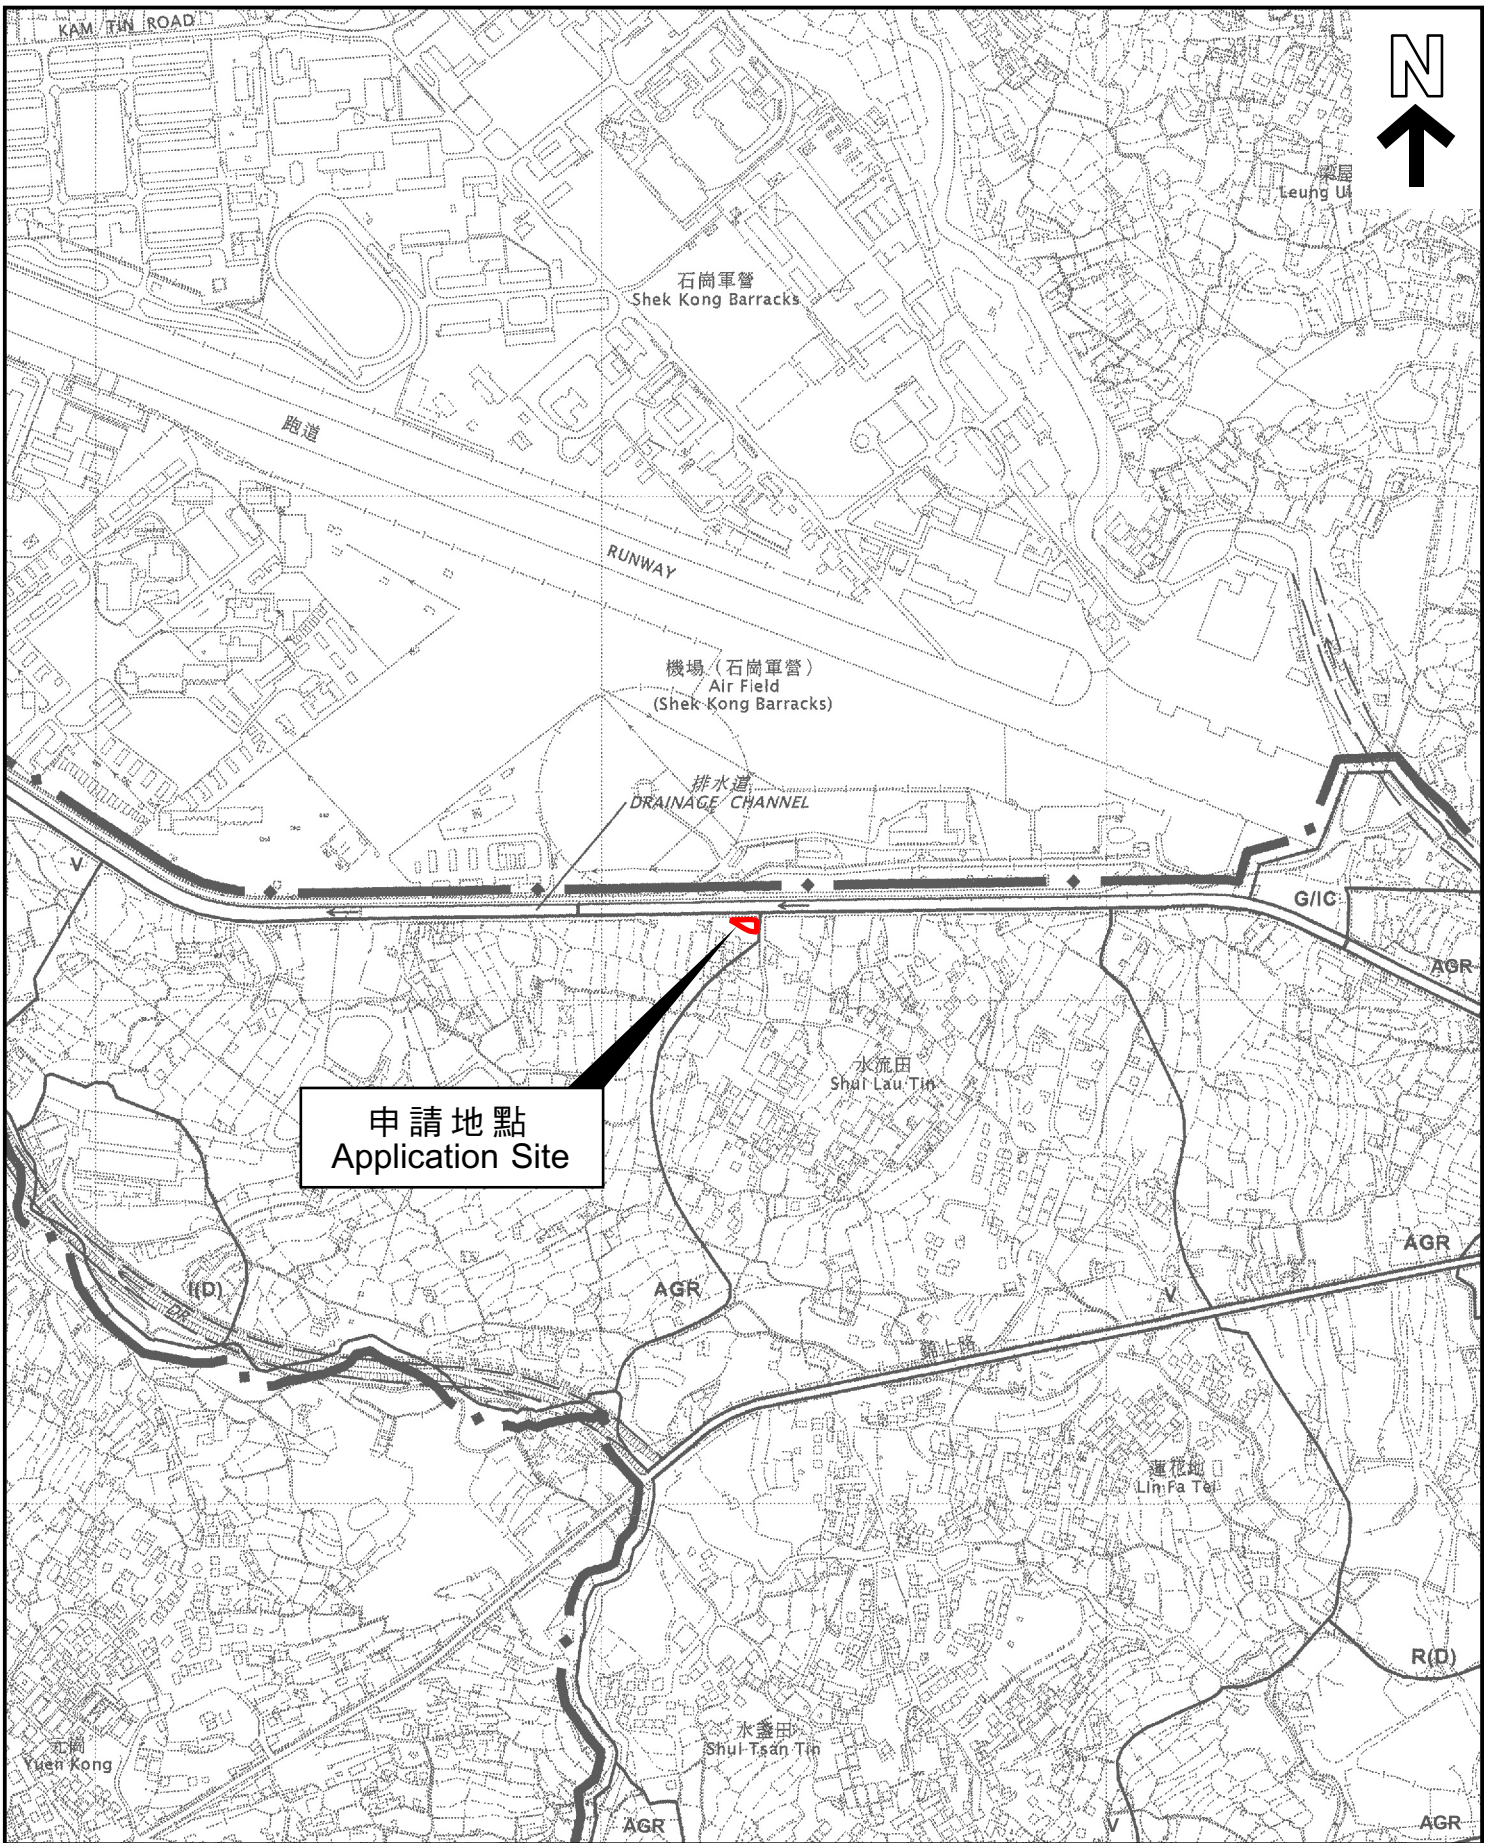 KAM TIN ROAD
N
Leung U
石崗軍營
Shek Kong Barracks
跑道
RUNWAY
機場（石崗軍營）
Air Field
(Shek Kong Barracks)
排水道
DRAINAGE CHANNEL
V
G/IC
AGR
水流田
Shui Lau Tin
申請地點
Application Site
AGR
I(D)
AGR
V
DR
錦上路
蓮花地
Lin Fa Tei
R(D)
水盞田
Shui Tsan Tin
元崗
Yuen Kong
AGR
V
AGR